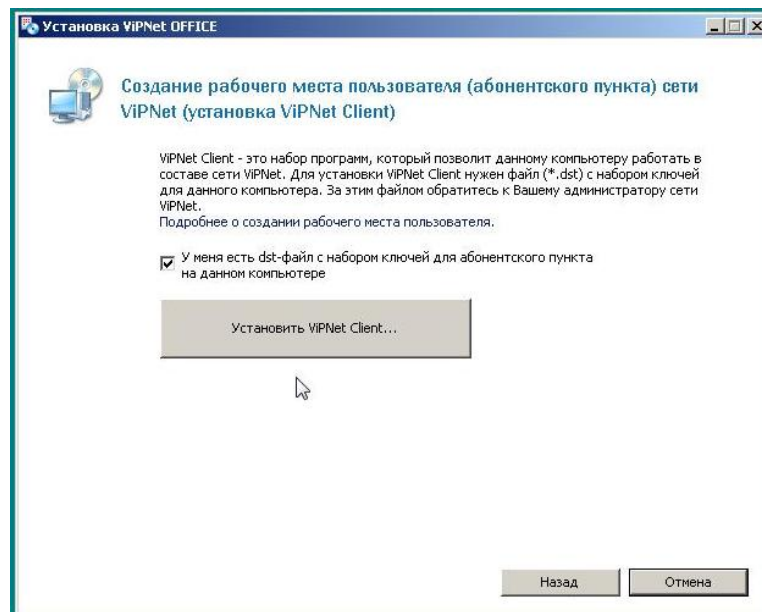 Установка ViPNet OFFICE
Создание рабочего места пользователя (абонентского пункта) сети
ViPNet (установка ViPNet Client)
ViPNet Client - это набор программ, который позволит данному компьютеру работать в
составе сети ViPNet. Для установки ViPNet Client нужен файл (*.dst) с набором ключей
для данного компьютера. За этим файлом обратитесь к Вашему администратору сети
ViPNet.
Подробнее о создании рабочего места пользователя.
У меня есть dst-файл с набором ключей для абонентского пункта
на данном компьютере
Установить ViPNet Client...
Назад
Отмена